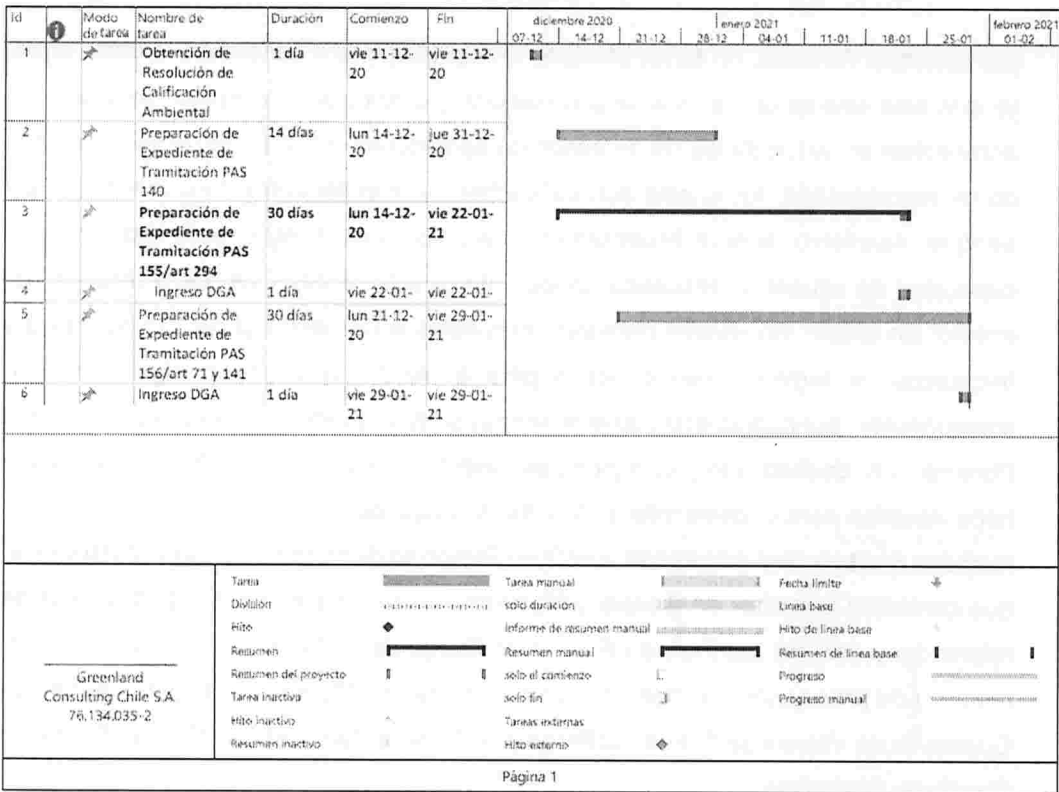 Id Modo de tarea Nombre de tarea Duración Comienzo Fin
diciembre 2020 enero 2021 febrero 2021
07-12 14-12 21-12 28-12 04-01 11-01 18-01 25-01 01-02
1 Obtención de Resolución de Calificación Ambiental 1 día vie 11-12-20 vie 11-12-20
2 Preparación de Expediente de Tramitación PAS 140 14 días lun 14-12-20 jue 31-12-20
3 Preparación de Expediente de Tramitación PAS 155/art 294 30 días lun 14-12-20 vie 22-01-21
4 Ingreso DGA 1 día vie 22-01- vie 22-01-
5 Preparación de Expediente de Tramitación PAS 156/art 71 y 141 30 días lun 21-12-20 vie 29-01-21
6 Ingreso DGA 1 día vie 29-01-21 vie 29-01-21
Greenland
Consulting Chile S.A
76.134.035-2
Tarea
División
Hito
Resumen
Resumen del proyecto
Tarea inactiva
Hito inactivo
Resumen inactivo
Tarea manual
solo duración
Informe de resumen manual
Resumen manual
solo el comienzo
solo fin
Tareas externas
Hito externo
Fecha límite
Línea base
Hito de línea base
Resumen de línea base
Progreso
Progreso manual
Página 1